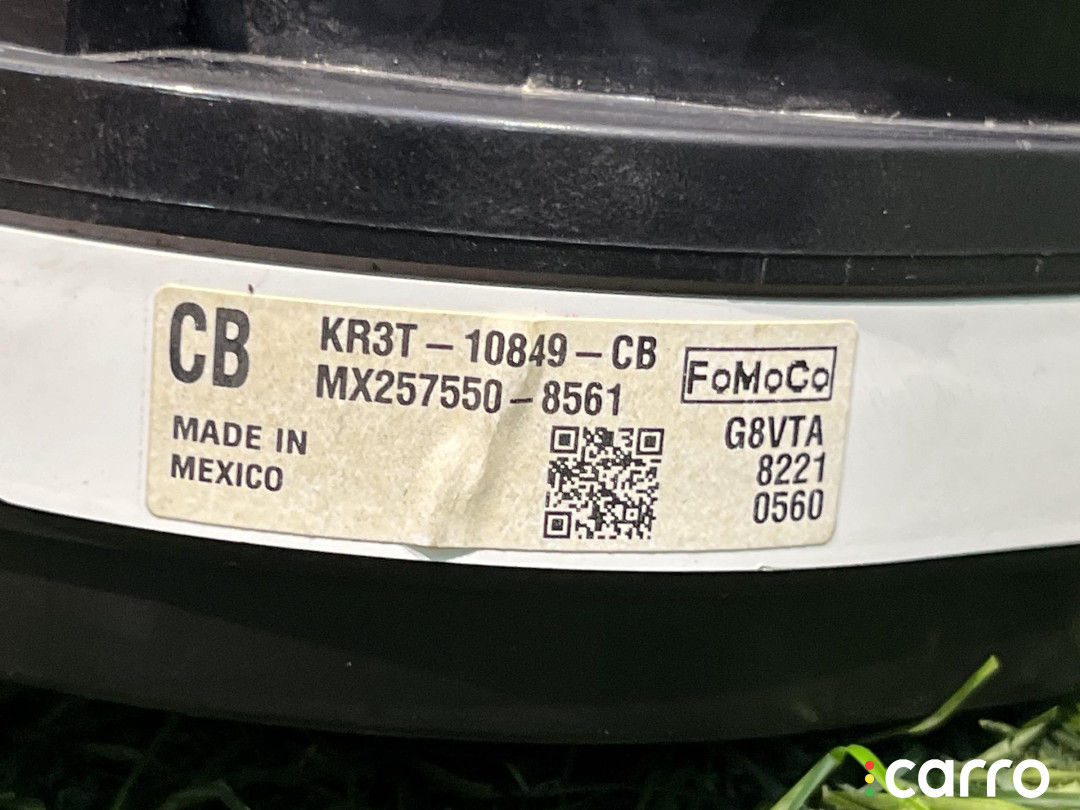 CB
KR3T-10849-CB
MX257550-8561
MADE IN
MEXICO
FoMoCo
G8VTA
8221
0560
carro